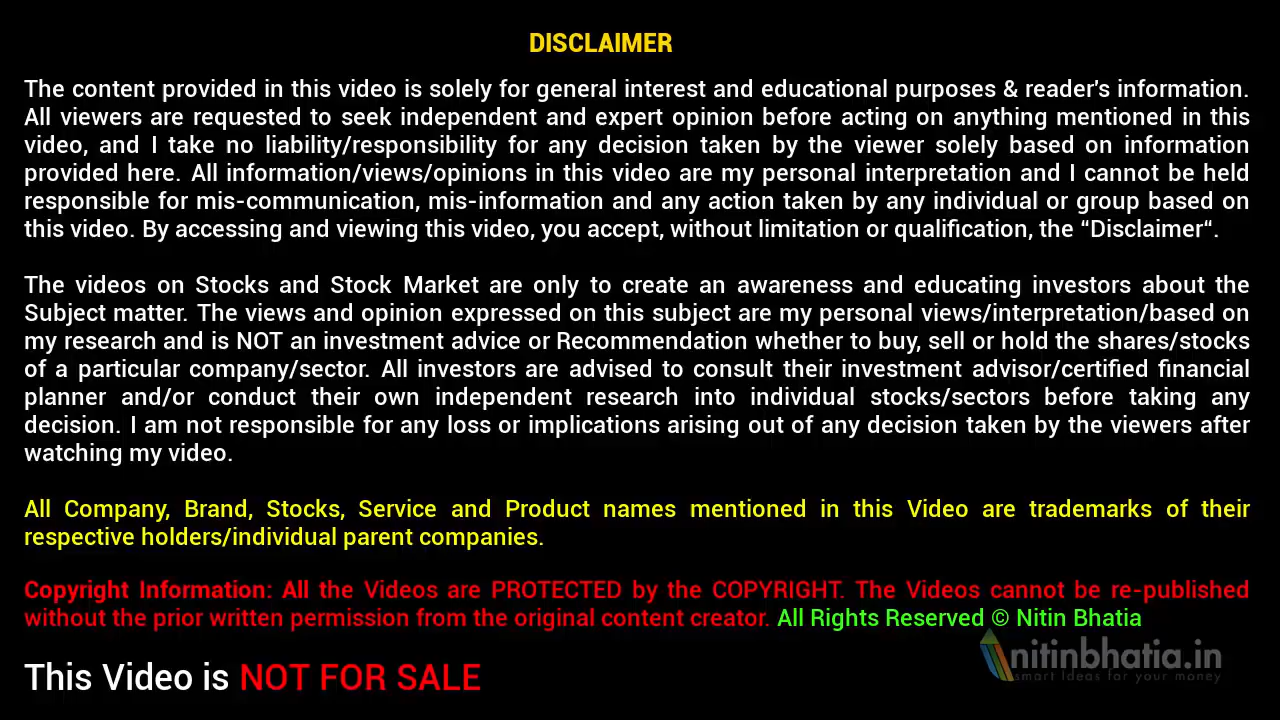 DISCLAIMER
The content provided in this video is solely for general interest and educational purposes & reader's information.
All viewers are requested to seek independent and expert opinion before acting on anything mentioned in this
video, and I take no liability/responsibility for any decision taken by the viewer solely based on information
provided here. All information/views/opinions in this video are my personal interpretation and I cannot be held
responsible for mis-communication, mis-information and any action taken by any individual or group based on
this video. By accessing and viewing this video, you accept, without limitation or qualification, the “Disclaimer“.
The videos on Stocks and Stock Market are only to create an awareness and educating investors about the
Subject matter. The views and opinion expressed on this subject are my personal views/interpretation/based on
my research and is NOT an investment advice or Recommendation whether to buy, sell or hold the shares/stocks
of a particular company/sector. All investors are advised to consult their investment advisor/certified financial
planner and/or conduct their own independent research into individual stocks/sectors before taking any
decision. I am not responsible for any loss or implications arising out of any decision taken by the viewers after
watching my video.
All Company, Brand, Stocks, Service and Product names mentioned in this Video are trademarks of their
respective holders/individual parent companies.
Copyright Information: All the Videos are PROTECTED by the COPYRIGHT. The Videos cannot be re-published
without the prior written permission from the original content creator. All Rights Reserved © Nitin Bhatia
nitinbhatia.in
smart Ideas for your money
This Video is NOT FOR SALE